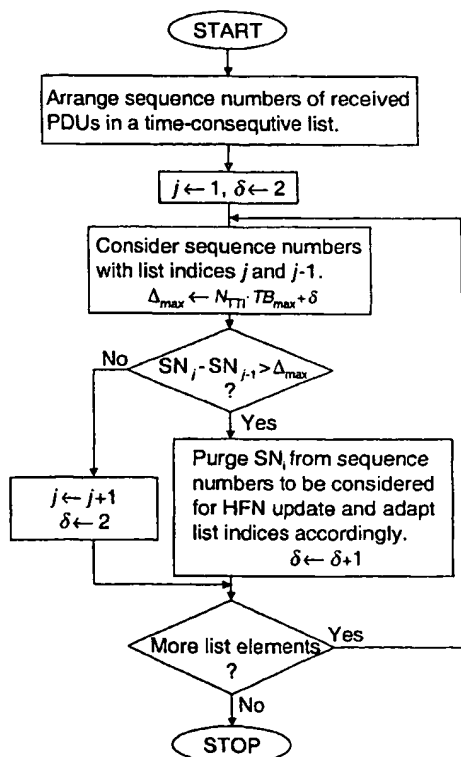 START
Arrange sequence numbers of received
PDUs in a time-consequtive list.
j ← 1, δ ← 2
Consider sequence numbers
with list indices j and j-1.
Δmax ← NTTI · TBmax + δ
No
SNj - SNj-1 > Δmax
?
Yes
j ← j+1
δ ← 2
Purge SNi from sequence
numbers to be considered
for HFN update and adapt
list indices accordingly.
δ ← δ+1
More list elements
?
Yes
No
STOP